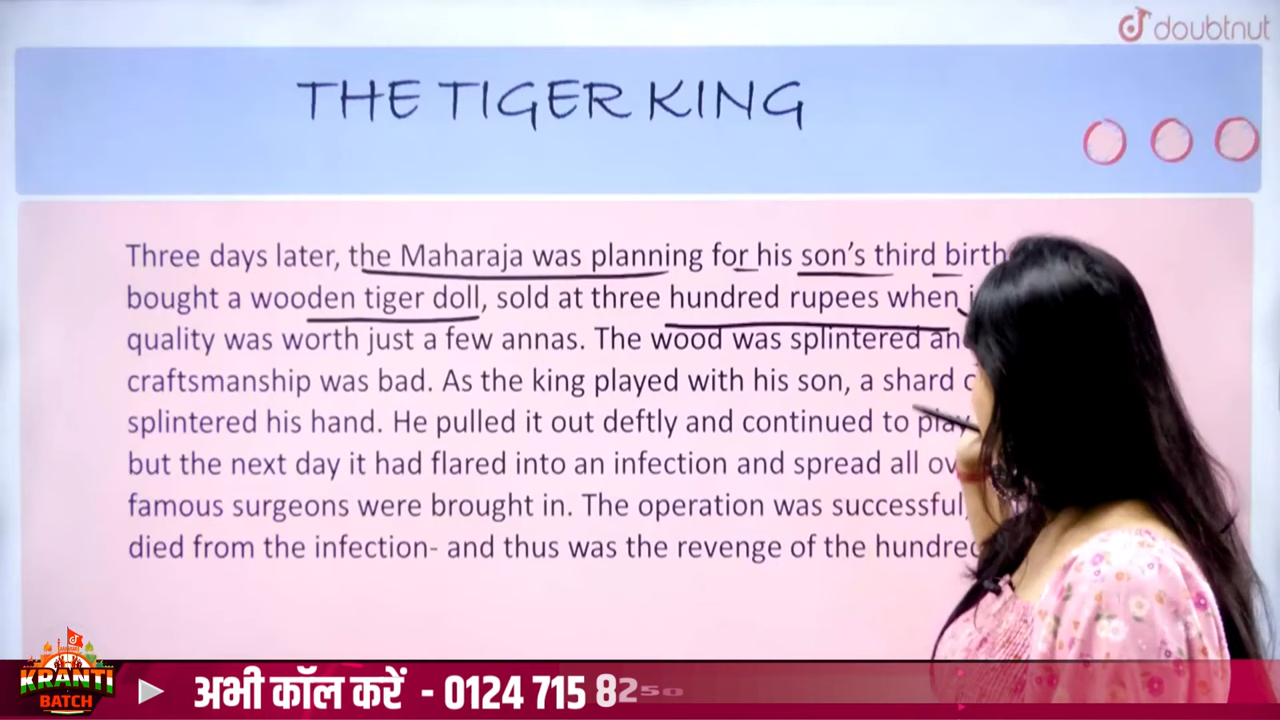 doubtnut
THE TIGER KING
Three days later, the Maharaja was planning for his son's third birth
bought a wooden tiger doll, sold at three hundred rupees when
quality was worth just a few annas. The wood was splintered an
craftsmanship was bad. As the king played with his son, a shard
splintered his hand. He pulled it out deftly and continued to play
but the next day it had flared into an infection and spread all ov
famous surgeons were brought in. The operation was successful,
died from the infection- and thus was the revenge of the hundred
KRANTI
BATCH
अभी कॉल करें - 0124 715 8250